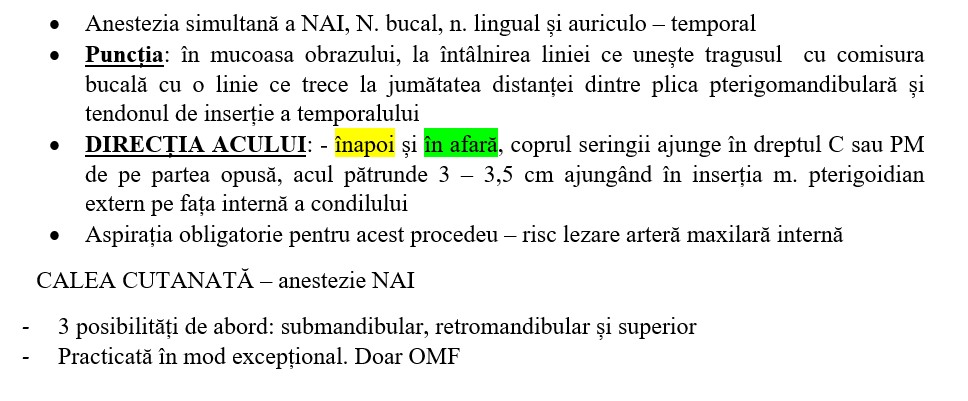 • Anestezia simultană a NAI, N. bucal, n. lingual și auriculo – temporal
• Puncția: în mucoasa obrazului, la întâlnirea liniei ce unește tragusul cu comisura
bucală cu o linie ce trece la jumătatea distanței dintre plica pterigomandibulară și
tendonul de inserție a temporalului
• DIRECȚIA ACULUI: - înapoi și în afară, coprul seringii ajunge în dreptul C sau PM
de pe partea opusă, acul pătrunde 3 – 3,5 cm ajungând în inserția m. pterigoidian
extern pe fața internă a condilului
• Aspirația obligatorie pentru acest procedeu – risc lezare arteră maxilară internă
CALEA CUTANATĂ – anestezie NAI
- 3 posibilități de abord: submandibular, retromandibular și superior
- Practicată în mod excepțional. Doar OMF